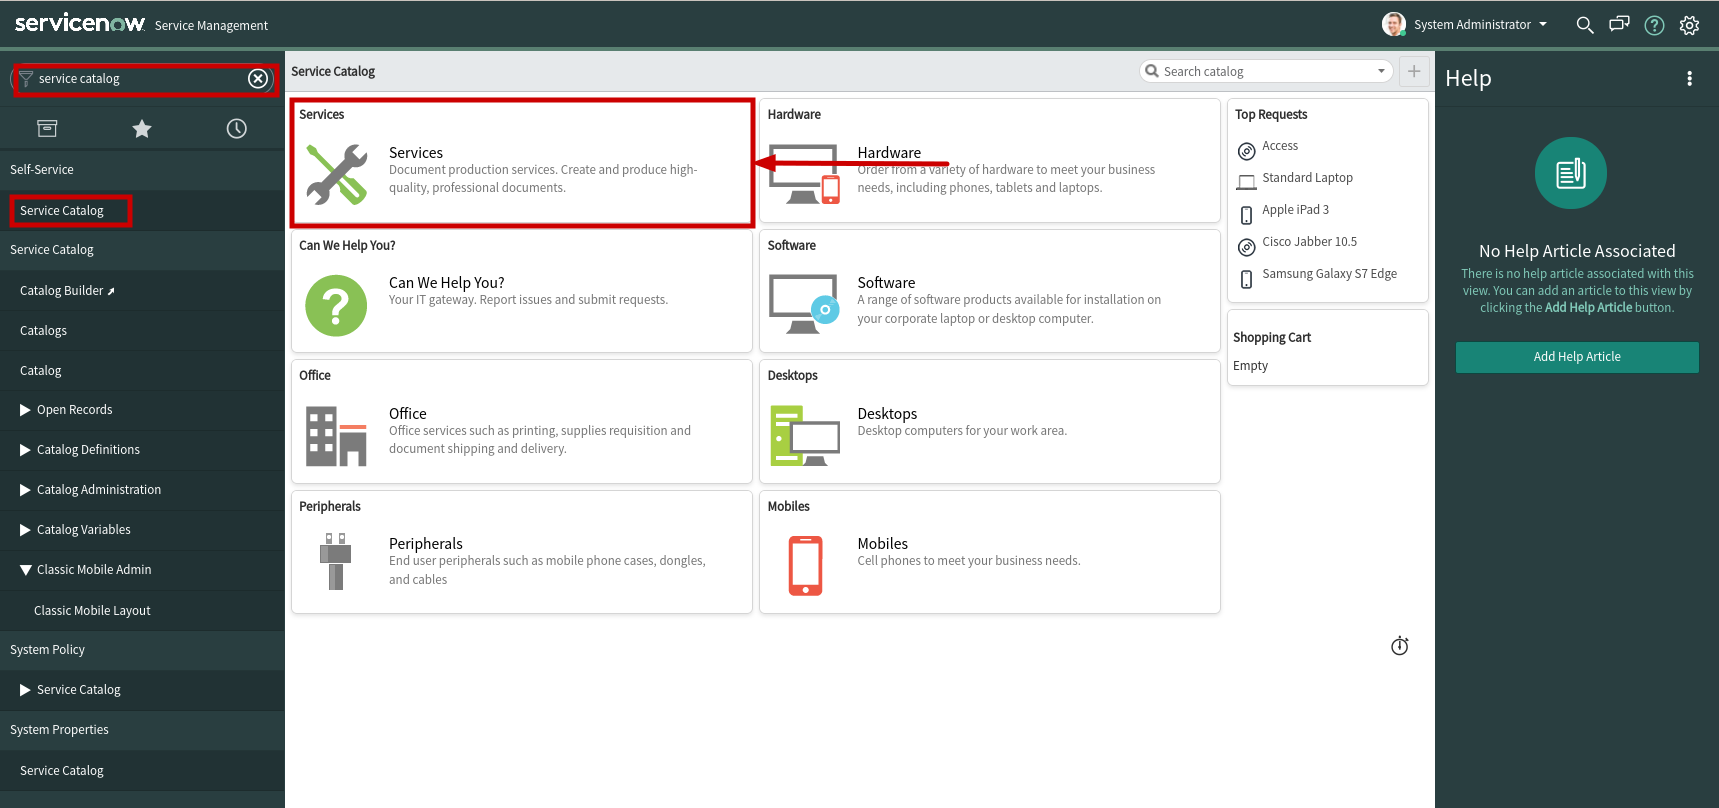 servicenow Service Management
System Administrator
service catalog
Self-Service
Service Catalog
Service Catalog
Catalog Builder
Catalogs
Catalog
Open Records
Catalog Definitions
Catalog Administration
Catalog Variables
Classic Mobile Admin
Classic Mobile Layout
System Policy
Service Catalog
System Properties
Service Catalog
Service Catalog
Search catalog
Services
Services
Document production services. Create and produce high-
quality, professional documents.
Hardware
Hardware
Order from a variety of hardware to meet your business
needs, including phones, tablets and laptops.
Can We Help You?
Can We Help You?
Your IT gateway. Report issues and submit requests.
Software
Software
A range of software products available for installation on
your corporate laptop or desktop computer.
Office
Office
Office services such as printing, supplies requisition and
document shipping and delivery.
Desktops
Desktops
Desktop computers for your work area.
Peripherals
Peripherals
End user peripherals such as mobile phone cases, dongles,
and cables
Mobiles
Mobiles
Cell phones to meet your business needs.
Top Requests
Access
Standard Laptop
Apple iPad 3
Cisco Jabber 10.5
Samsung Galaxy S7 Edge
Shopping Cart
Empty
Help
No Help Article Associated
There is no help article associated with this
view. You can add an article to this view by
clicking the Add Help Article button.
Add Help Article